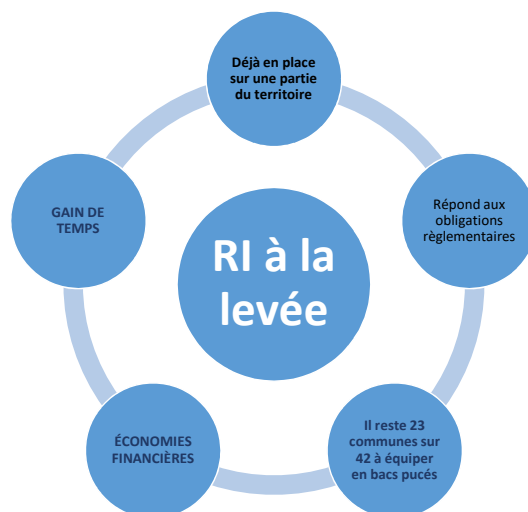 Déjà en place
sur une partie
du territoire
GAIN DE
TEMPS
Répond aux
obligations
règlementaires
RI à la
levée
ÉCONOMIES
FINANCIÈRES
Il reste 23
communes sur
42 à équiper
en bacs pucés